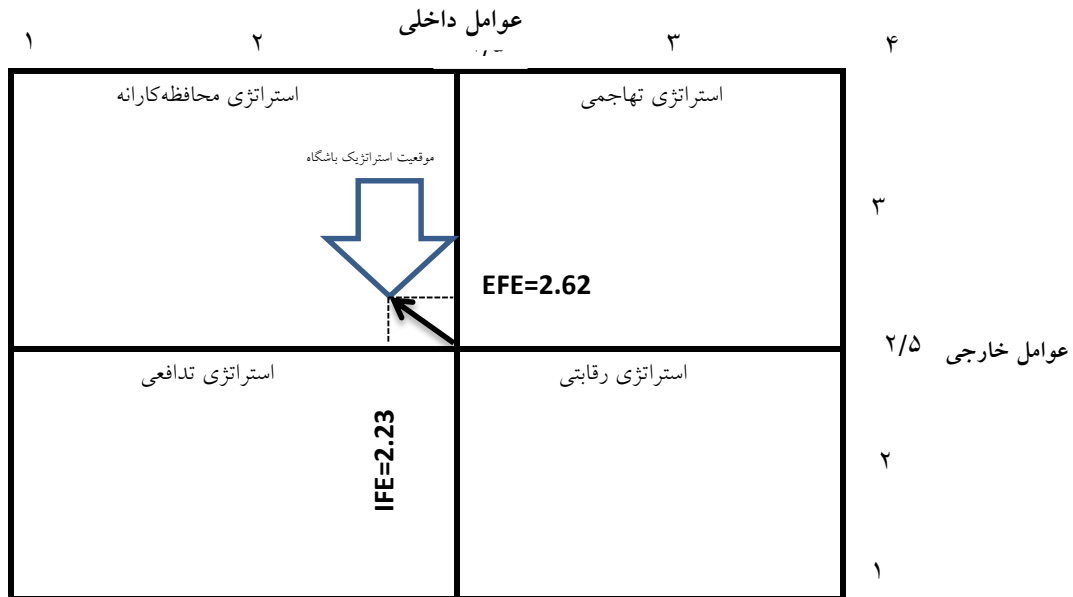 عوامل داخلی
۱ ۲ ۳ ۴
استراتژی تهاجمی
استراتژی محافظه‌کارانه
موقعیت استراتژیک باشگاه
۳
EFE=2.62
عوامل خارجی ۲/۵
استراتژی رقابتی
استراتژی تدافعی
IFE=2.23
۲
۱